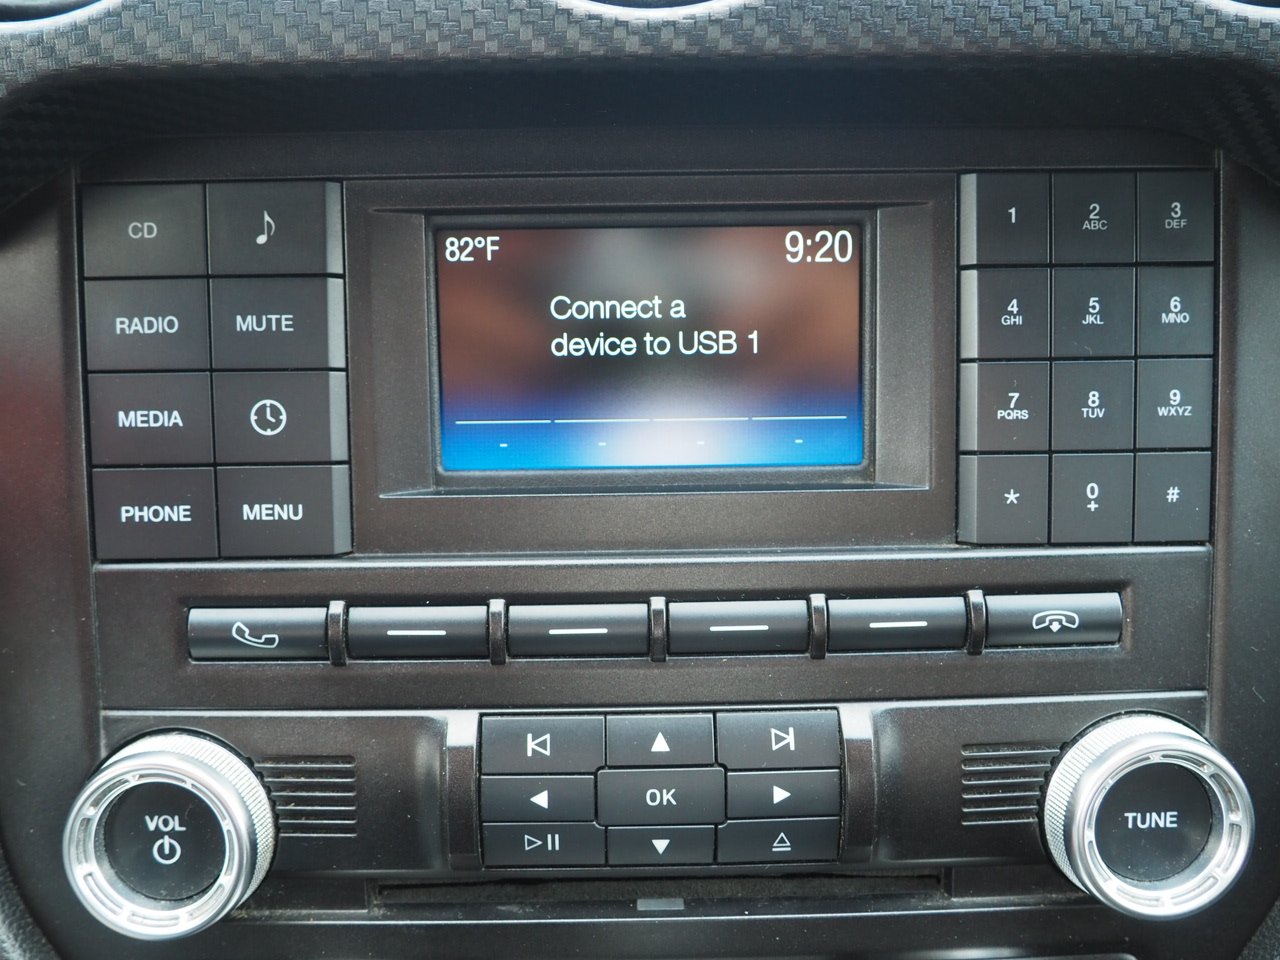 CD
RADIO
MUTE
MEDIA
PHONE
MENU
82°F
9:20
Connect a
device to USB 1
1
2
ABC
3
DEF
4
GHI
5
JKL
6
MNO
7
PQRS
8
TUV
9
WXYZ
*
0
+
#
OK
VOL
TUNE